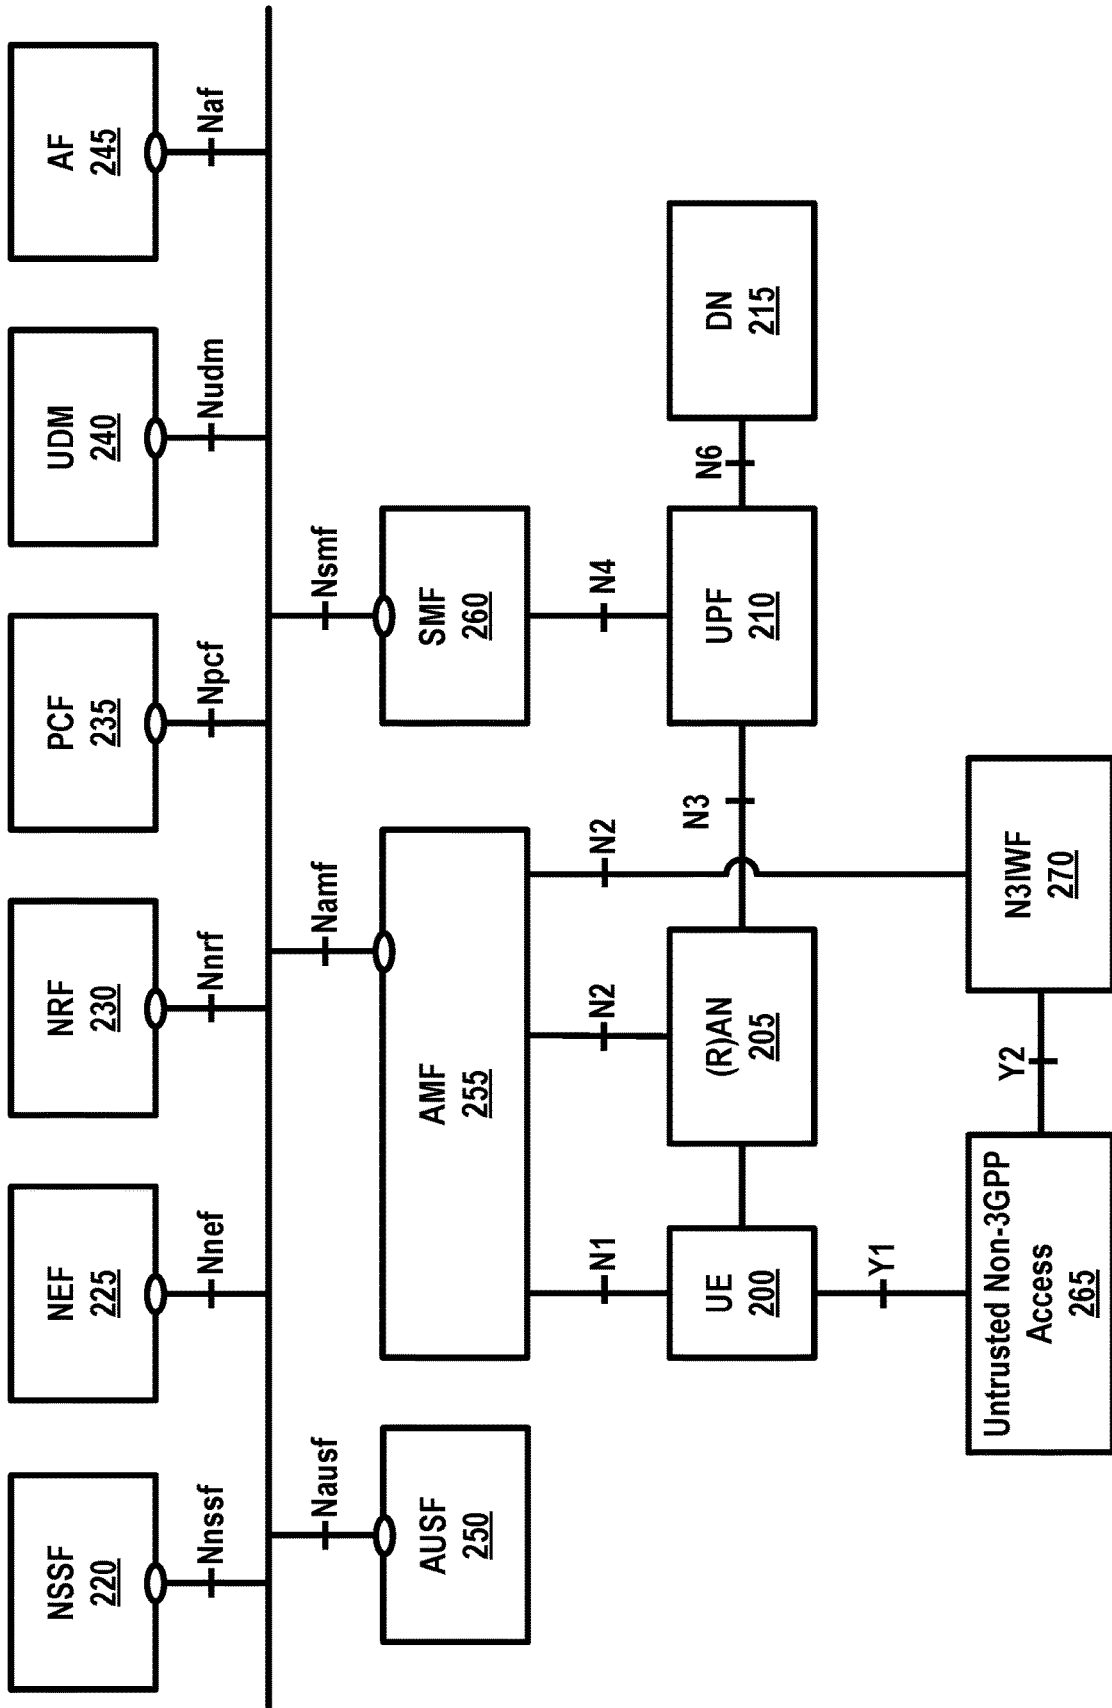 NSSF
220
NEF
225
NRF
230
PCF
235
UDM
240
AF
245
Nnssf
Nnef
Nnrf
Npcf
Nudm
Naf
Nausf
Namf
Nsmf
AUSF
250
AMF
255
SMF
260
N1
N2
N2
N4
UE
200
(R)AN
205
N3
UPF
210
N6
DN
215
Y1
Untrusted Non-3GPP
Access
265
Y2
N3IWF
270